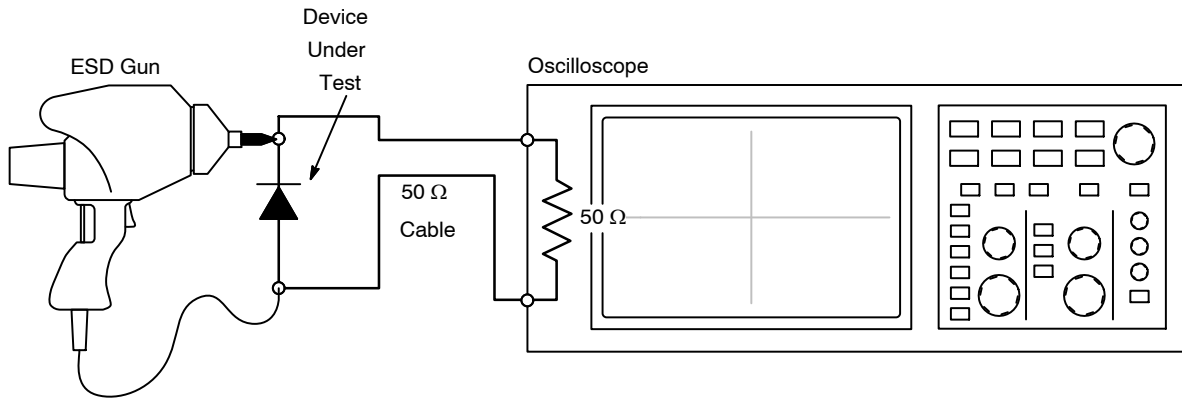 Device
Under
Test
ESD Gun
Oscilloscope
50 Ω
Cable
50 Ω